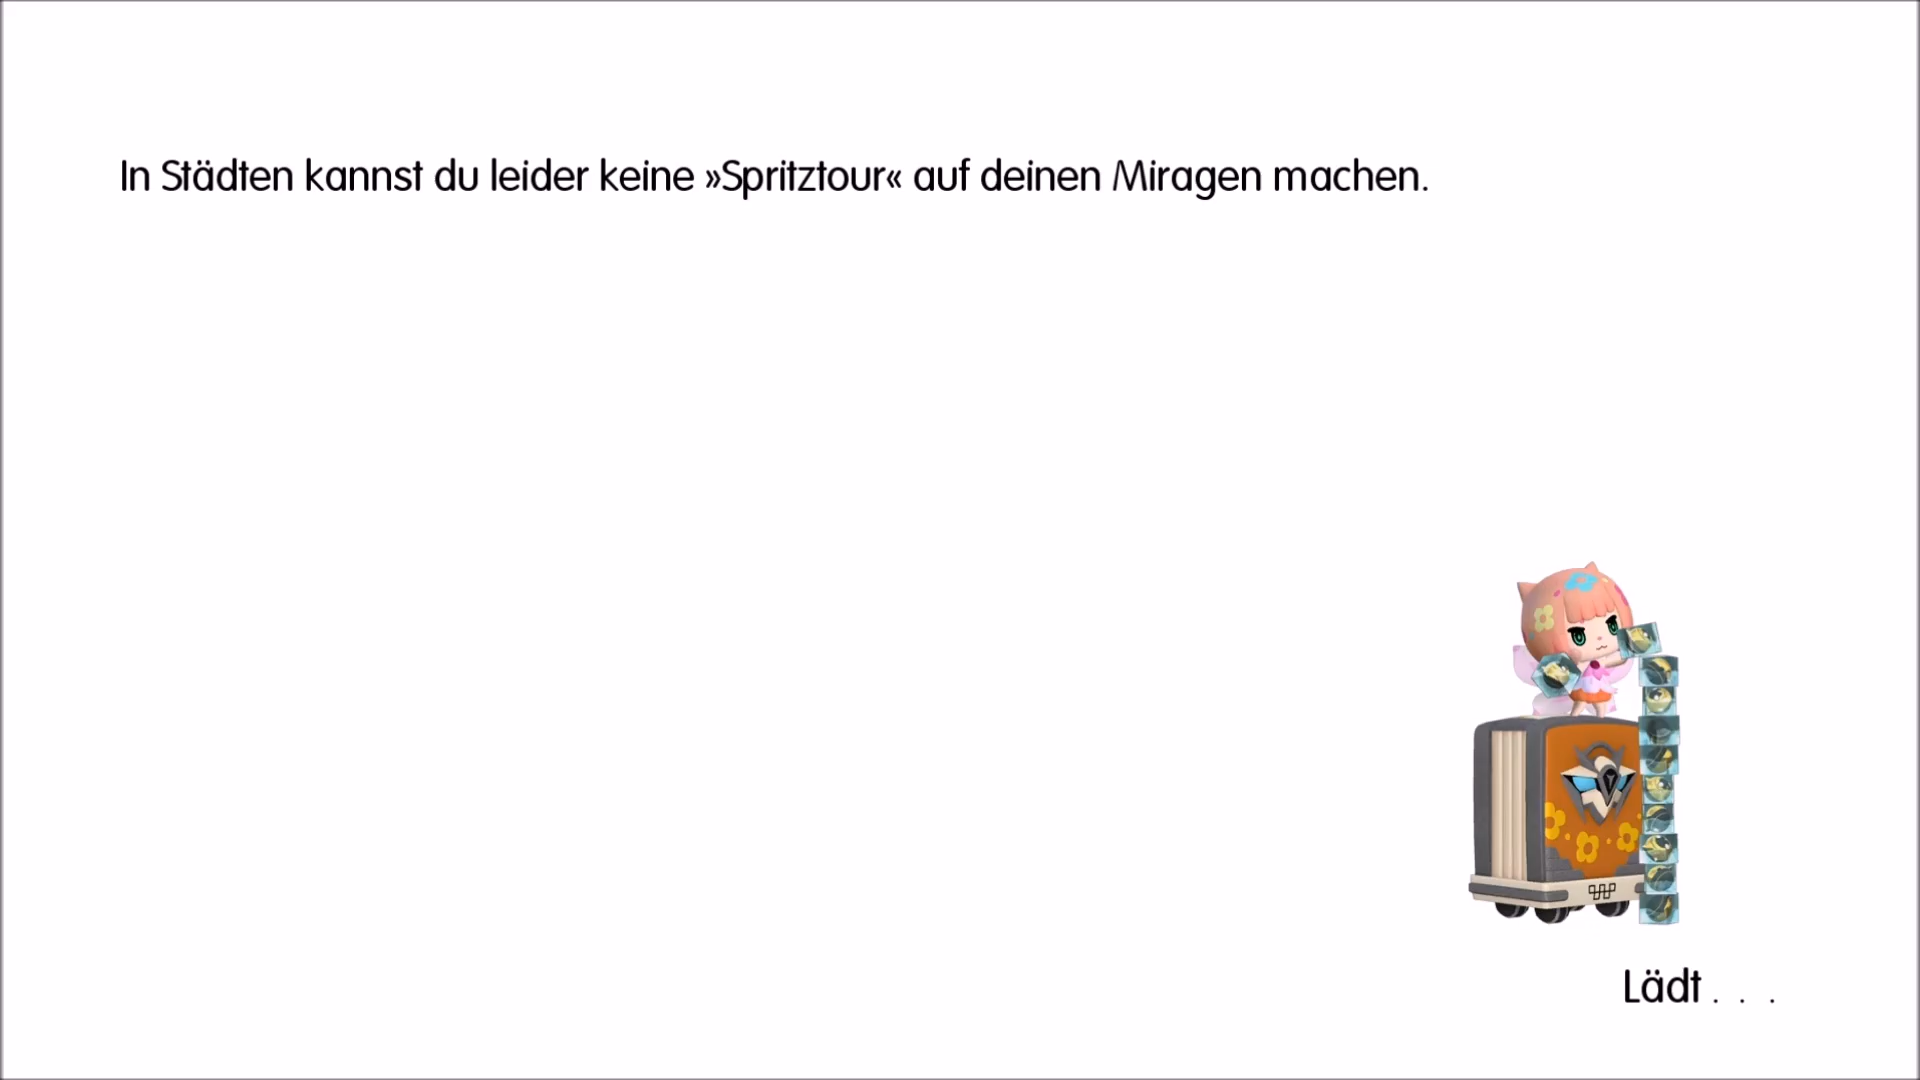 In Städten kannst du leider keine »Spritztour« auf deinen Miragen machen.
Lädt . . .